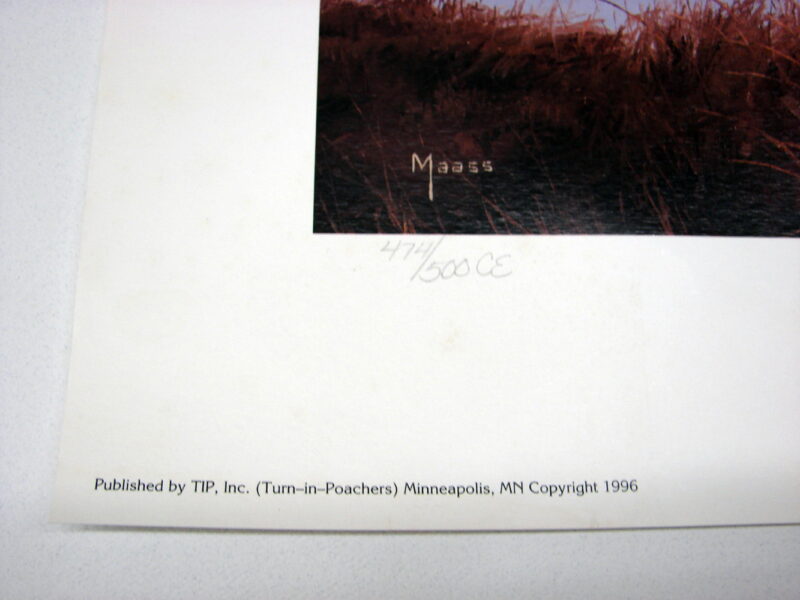 Maass
474/500 CE
Published by TIP, Inc. (Turn–in–Poachers) Minneapolis, MN Copyright 1996